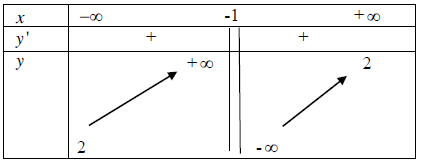 x −∞ -1 +∞
y' + +
y +∞ 2
2 -∞